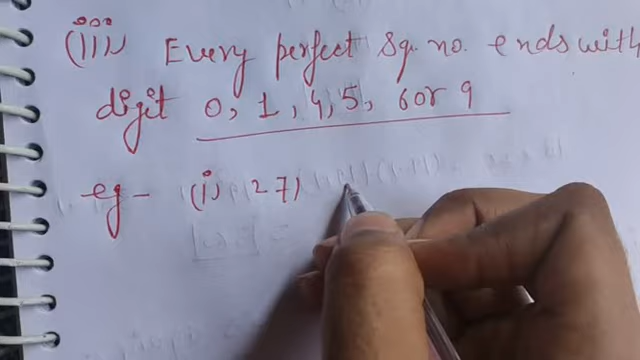 (iii) Every perfect Sq. no. ends with
digit 0, 1, 4, 5, 6 or 9
eg - (i) 27)